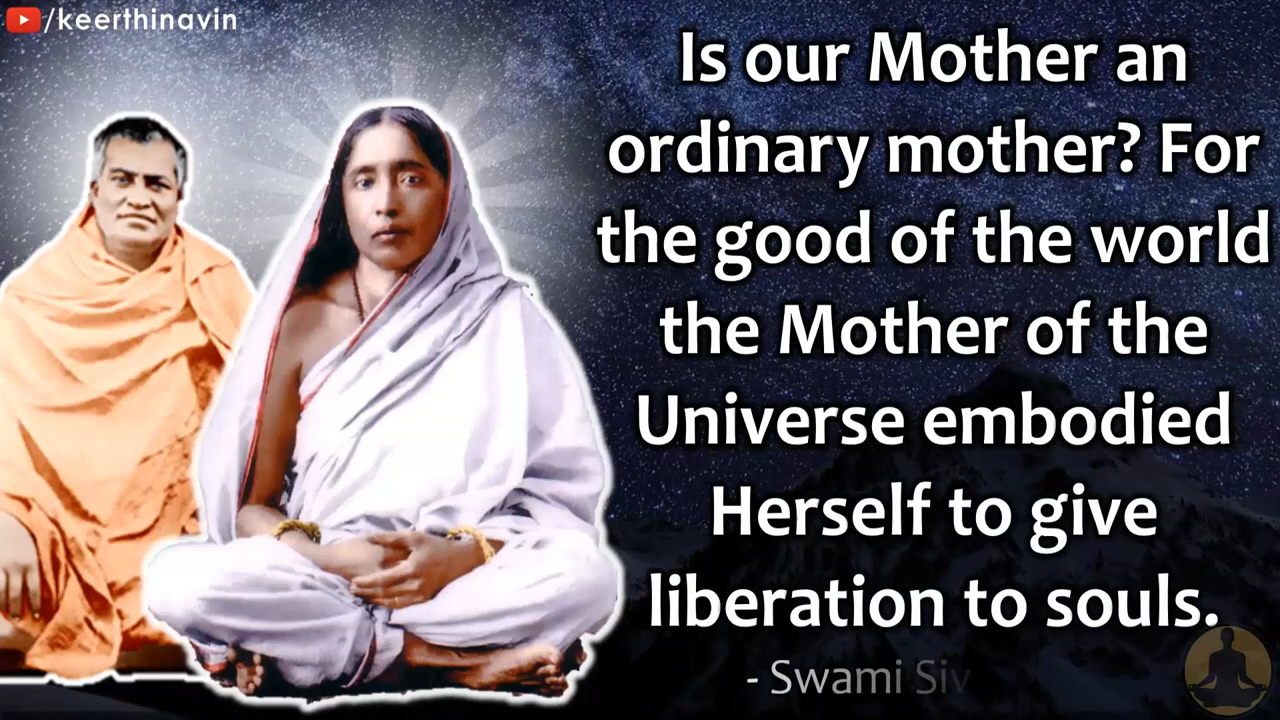 /keerthinavin
Is our Mother an
ordinary mother? For
the good of the world
the Mother of the
Universe embodied
Herself to give
liberation to souls.
- Swami Siv